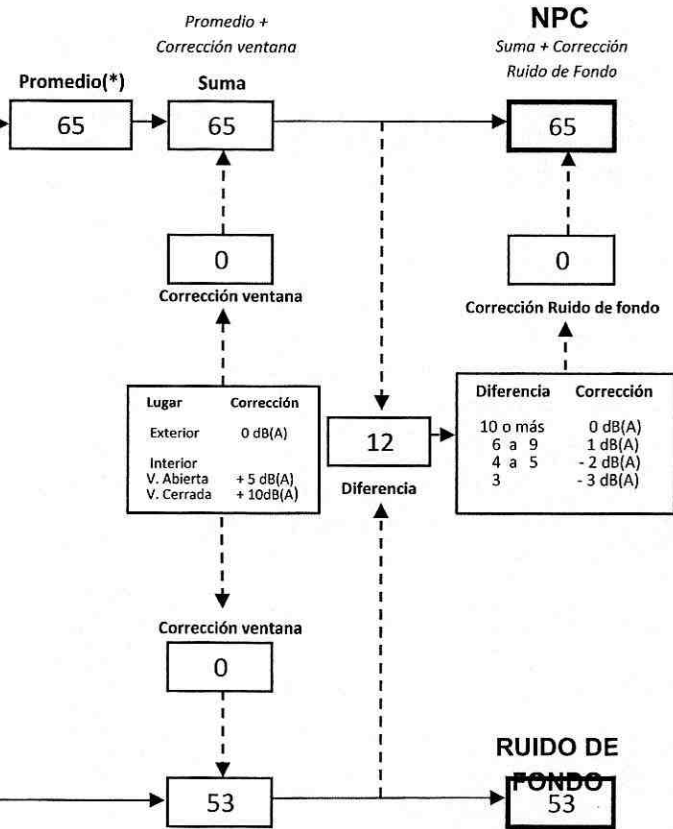 Promedio +
Corrección ventana
NPC
Suma + Corrección
Ruido de Fondo
Promedio(*)
Suma
65
65
65
0
0
Corrección ventana
Corrección Ruido de fondo
Lugar Corrección
Exterior 0 dB(A)
Interior
V. Abierta + 5 dB(A)
V. Cerrada + 10dB(A)
12
Diferencia
Diferencia Corrección
10 o más 0 dB(A)
6 a 9 1 dB(A)
4 a 5 - 2 dB(A)
3 - 3 dB(A)
Corrección ventana
0
RUIDO DE
FONDO
53
53